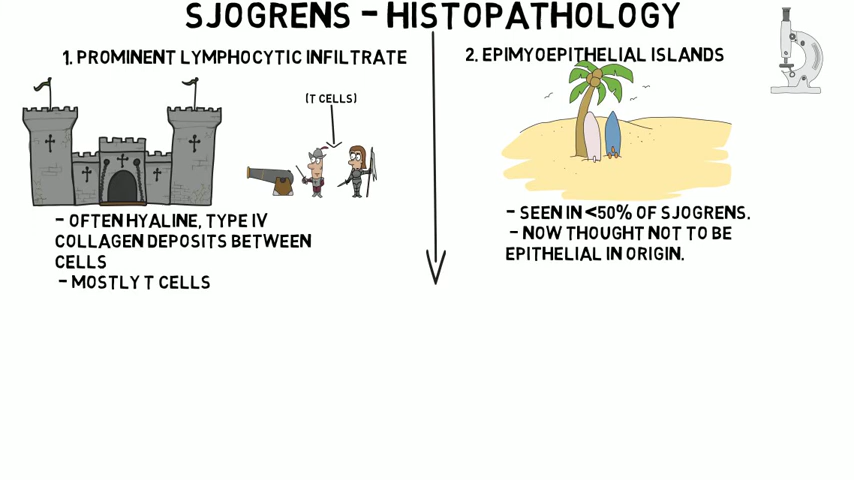 SJOGRENS - HISTOPATHOLOGY
1. PROMINENT LYMPHOCYTIC INFILTRATE
(T CELLS)
- OFTEN HYALINE, TYPE IV
COLLAGEN DEPOSITS BETWEEN
CELLS
- MOSTLY T CELLS
2. EPIMYOEPITHELIAL ISLANDS
- SEEN IN <50% OF SJOGRENS.
- NOW THOUGHT NOT TO BE
EPITHELIAL IN ORIGIN.